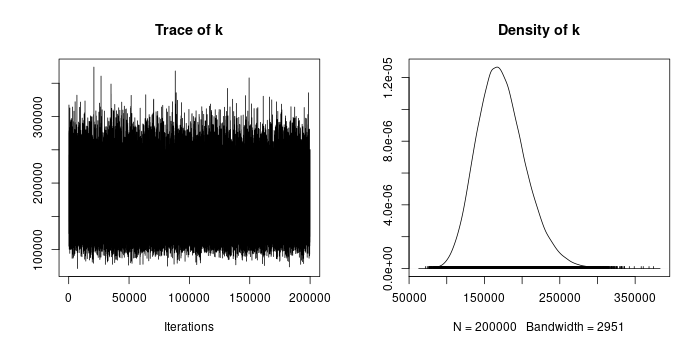 Trace of k
300000
200000
100000
0 50000 100000 150000 200000
Iterations
Density of k
1.2e-05
8.0e-06
4.0e-06
0.0e+00
50000 150000 250000 350000
N = 200000 Bandwidth = 2951